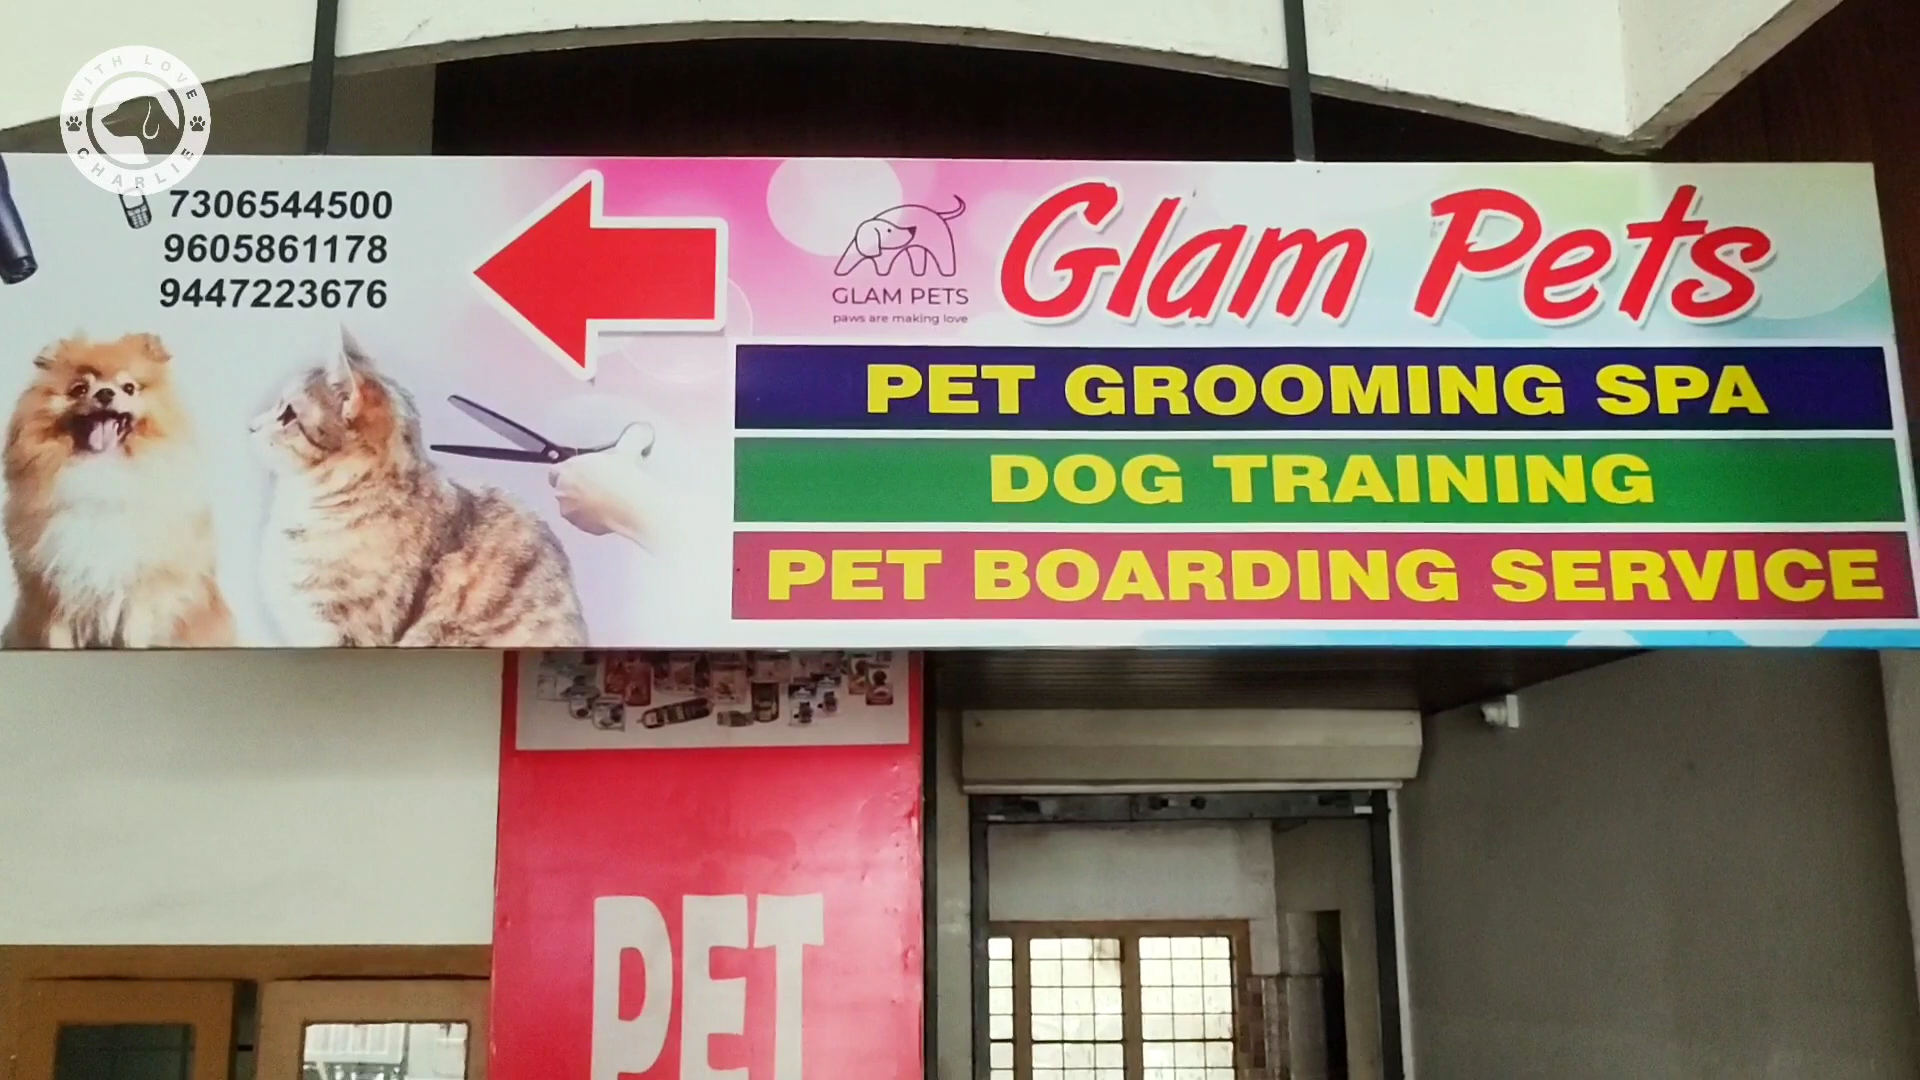 WITH LOVE
CHARLIE
7306544500
9605861178
9447223676
GLAM PETS
paws are making love
Glam Pets
PET GROOMING SPA
DOG TRAINING
PET BOARDING SERVICE
PET